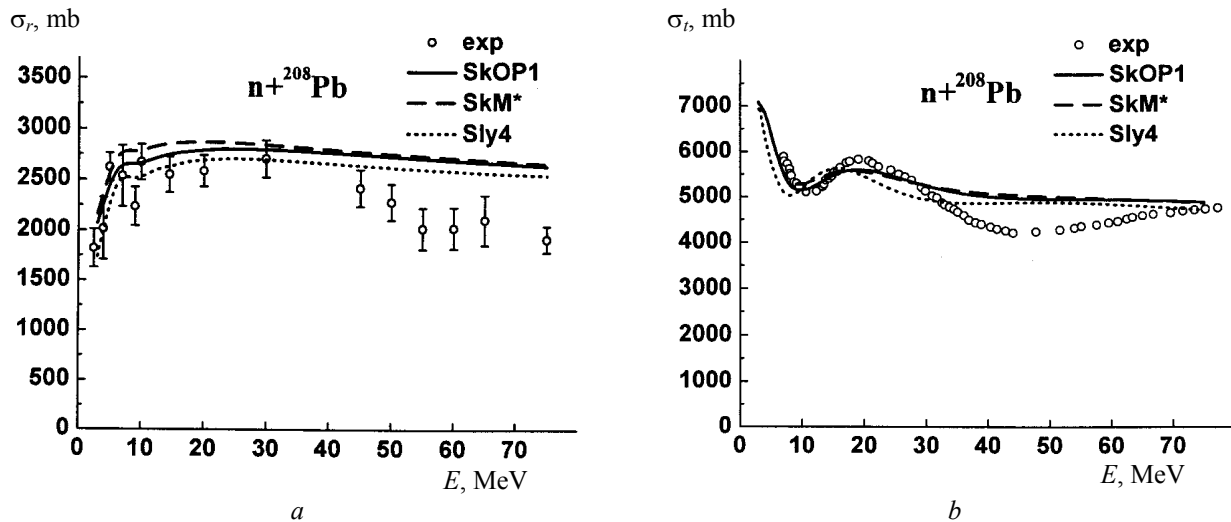 σr, mb
exp
SkOP1
SkM*
Sly4
n+²⁰⁸Pb
3500
3000
2500
2000
1500
1000
500
0
0 10 20 30 40 50 60 70
E, MeV
a
σt, mb
exp
SkOP1
SkM*
Sly4
n+²⁰⁸Pb
7000
6000
5000
4000
3000
2000
1000
0
0 10 20 30 40 50 60 70
E, MeV
b